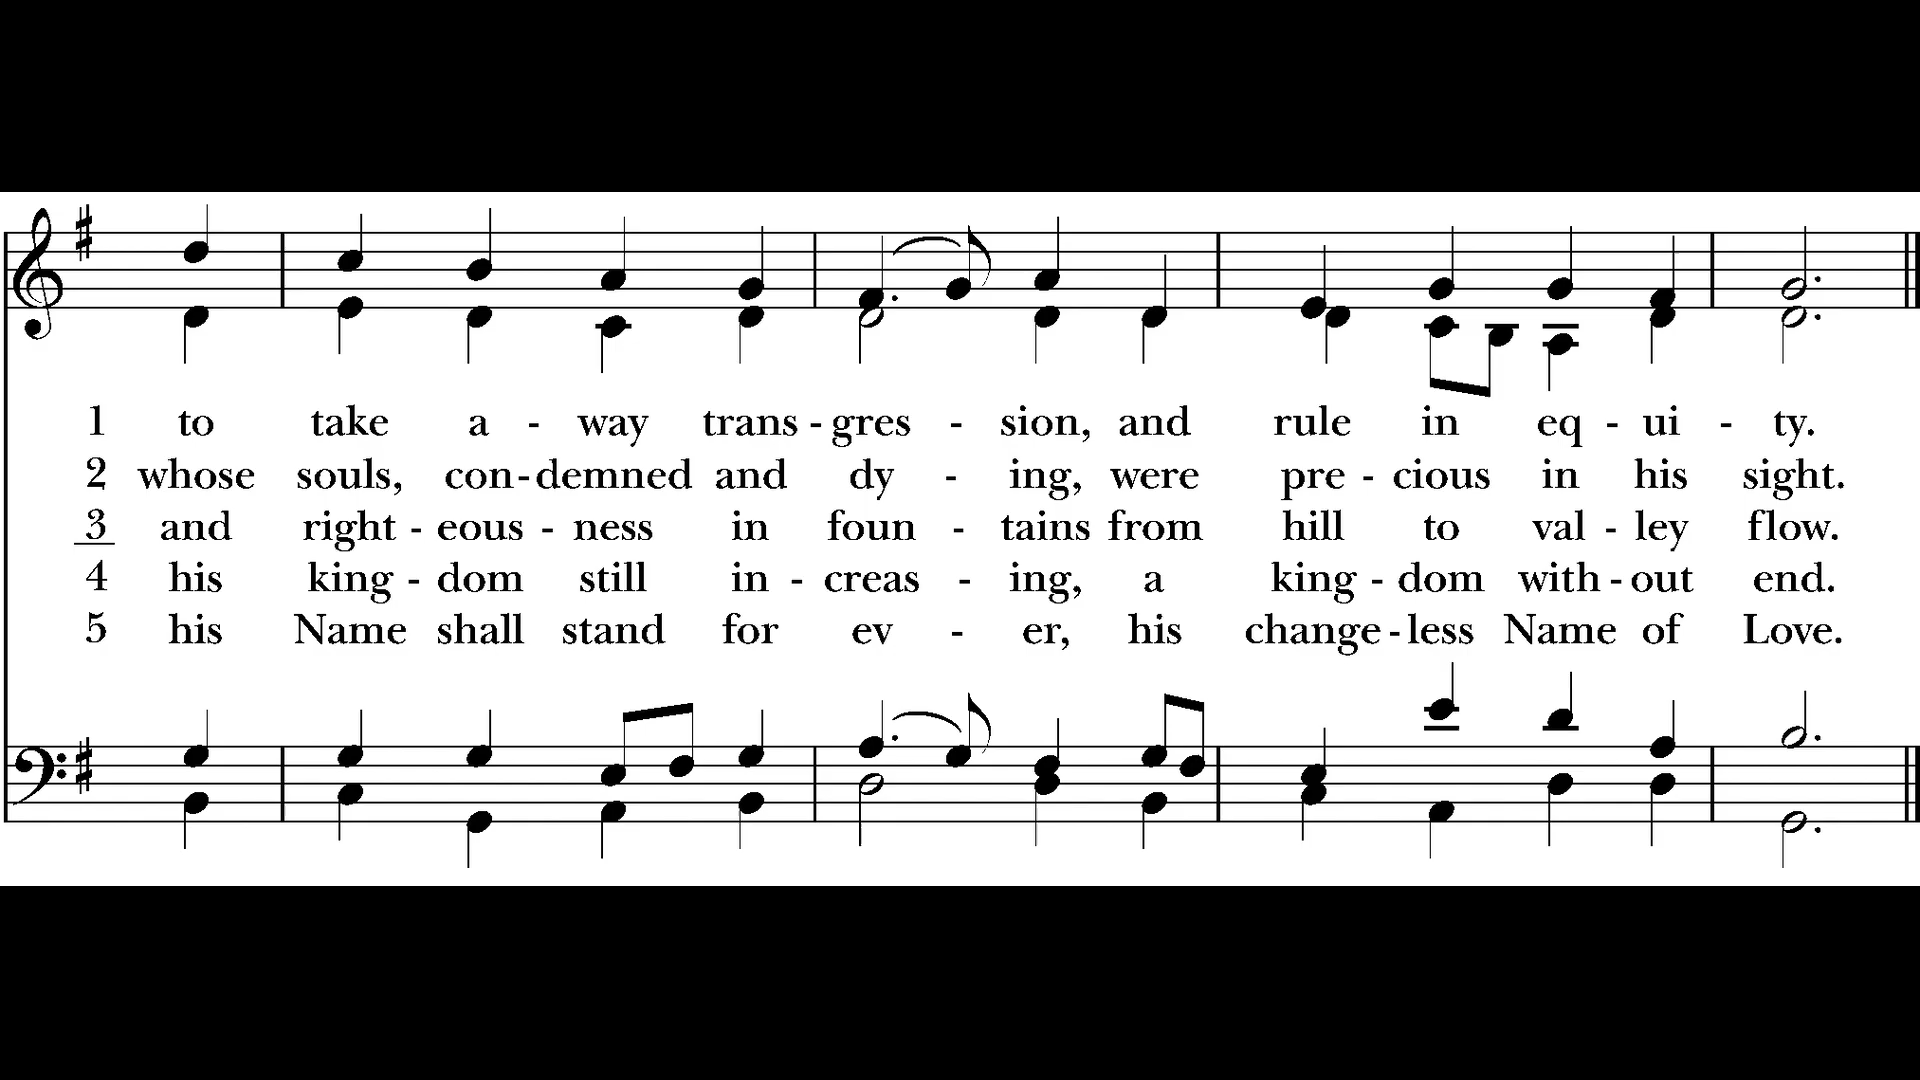 1 to take a - way trans - gres - sion, and rule in eq - ui - ty.
2 whose souls, con - demned and dy - ing, were pre - cious in his sight.
3 and right - eous - ness in foun - tains from hill to val - ley flow.
4 his king - dom still in - creas - ing, a king - dom with - out end.
5 his Name shall stand for ev - er, his change - less Name of Love.